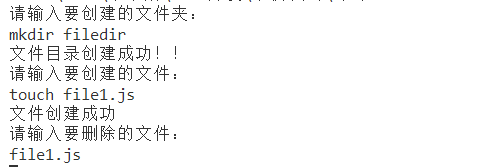 请输入要创建的文件夹：
mkdir filedir
文件目录创建成功！！
请输入要创建的文件：
touch file1.js
文件创建成功
请输入要删除的文件：
file1.js